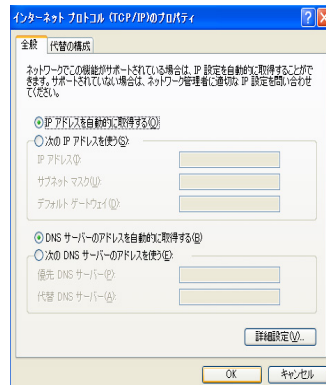 インターネット プロトコル (TCP/IP)のプロパティ
全般
代替の構成
ネットワークでこの機能がサポートされている場合は、IP 設定を自動的に取得することがで
きます。サポートされていない場合は、ネットワーク管理者に適切な IP 設定を問い合わせ
てください。
IP アドレスを自動的に取得する(O)
次の IP アドレスを使う(S):
IP アドレス(I):
サブネット マスク(U):
デフォルト ゲートウェイ(D):
DNS サーバーのアドレスを自動的に取得する(B)
次の DNS サーバーのアドレスを使う(E):
優先 DNS サーバー(P):
代替 DNS サーバー(A):
詳細設定(V)...
OK
キャンセル